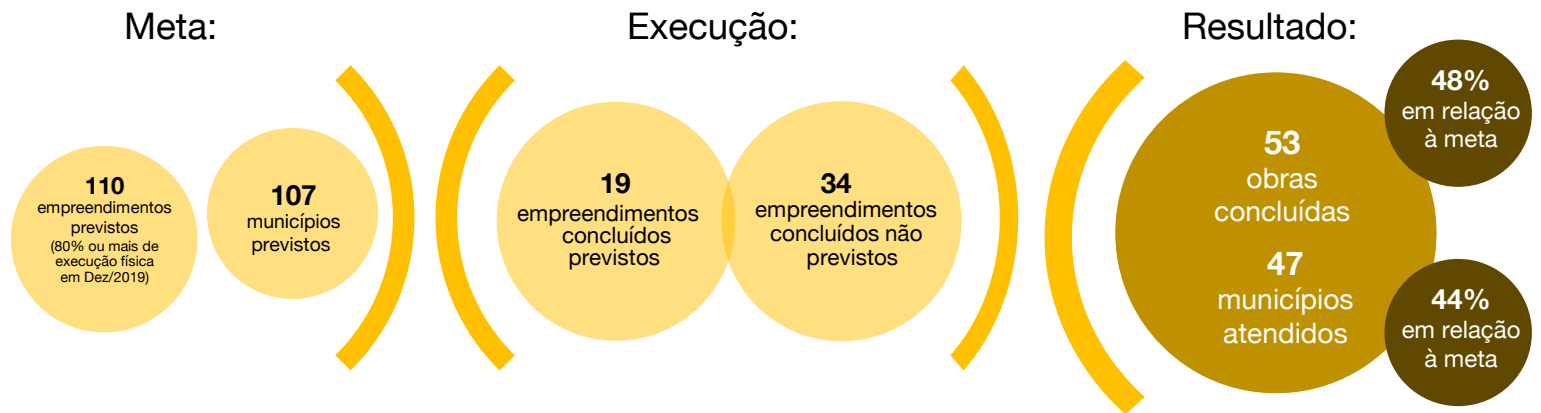 Meta:
110
empreendimentos
previstos
(80% ou mais de
execução física
em Dez/2019)
107
municípios
previstos
Execução:
19
empreendimentos
concluídos
previstos
34
empreendimentos
concluídos não
previstos
Resultado:
53
obras
concluídas
47
municípios
atendidos
48%
em relação
à meta
44%
em relação
à meta